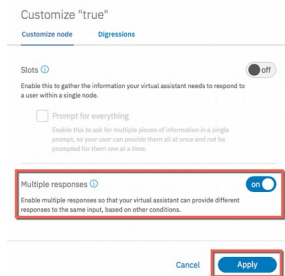 Customize "true"
Customize node Digressions
Slots
off
Enable this to gather the information your virtual assistant needs to respond to
a user within a single node.
Prompt for everything
Enable this to ask for multiple pieces of information in a single
prompt, so your user can provide them all at once and not be
prompted for them one at a time.
Multiple responses
on
Enable multiple responses so that your virtual assistant can provide different
responses to the same input, based on other conditions.
Cancel Apply